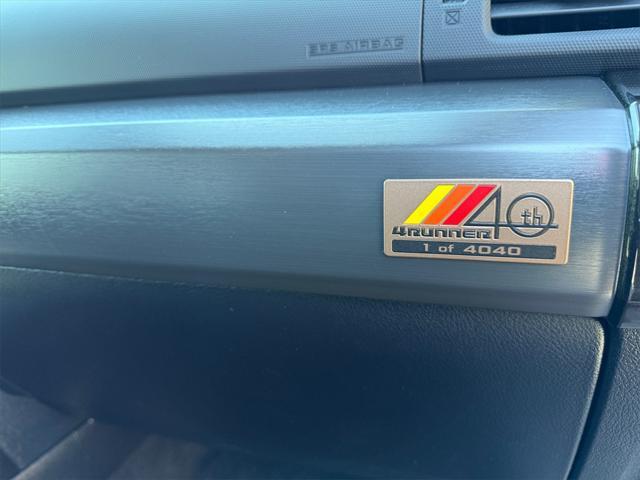 SRS AIRBAG
40th
4RUNNER
1 of 4040